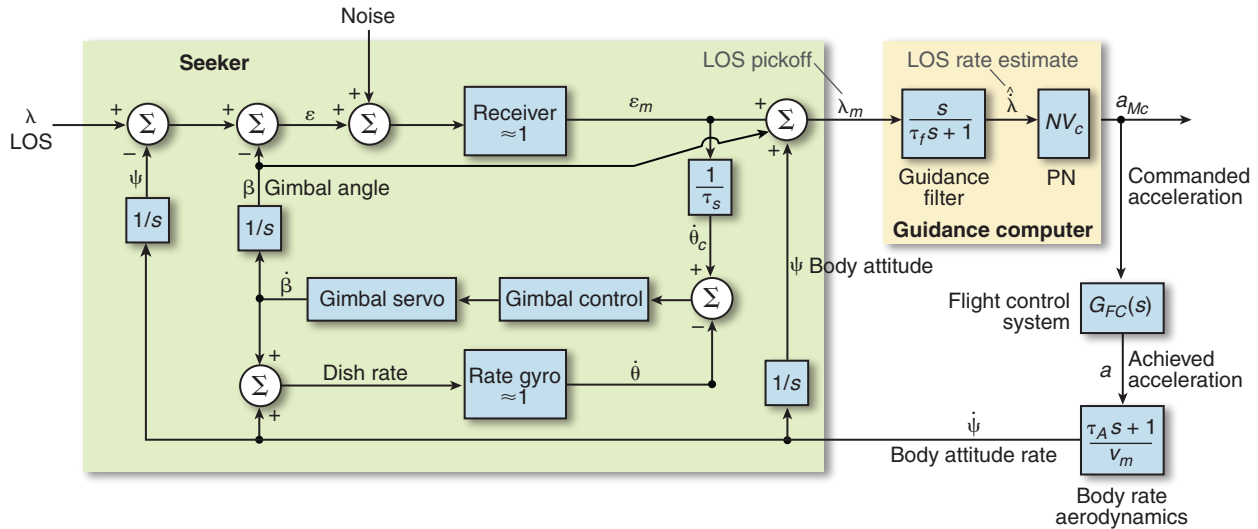 Noise
Seeker
LOS pickoff
LOS rate estimate
λ
LOS
+
−
Σ
+
−
Σ
ε
+
+
Σ
Receiver
≈1
ε_m
+
+
Σ
λ_m
s
τ_f s + 1
λ̇̂
NV_c
a_Mc
Guidance
filter
PN
Guidance computer
Commanded
acceleration
ψ
1/s
β Gimbal angle
1/s
1
τ_s
θ̇_c
ψ Body attitude
β̇
Gimbal servo
Gimbal control
+
−
Σ
Flight control
system
G_FC(s)
a
Achieved
acceleration
+
+
Σ
Dish rate
Rate gyro
≈1
θ̇
1/s
ψ̇
Body attitude rate
τ_A s + 1
v_m
Body rate
aerodynamics